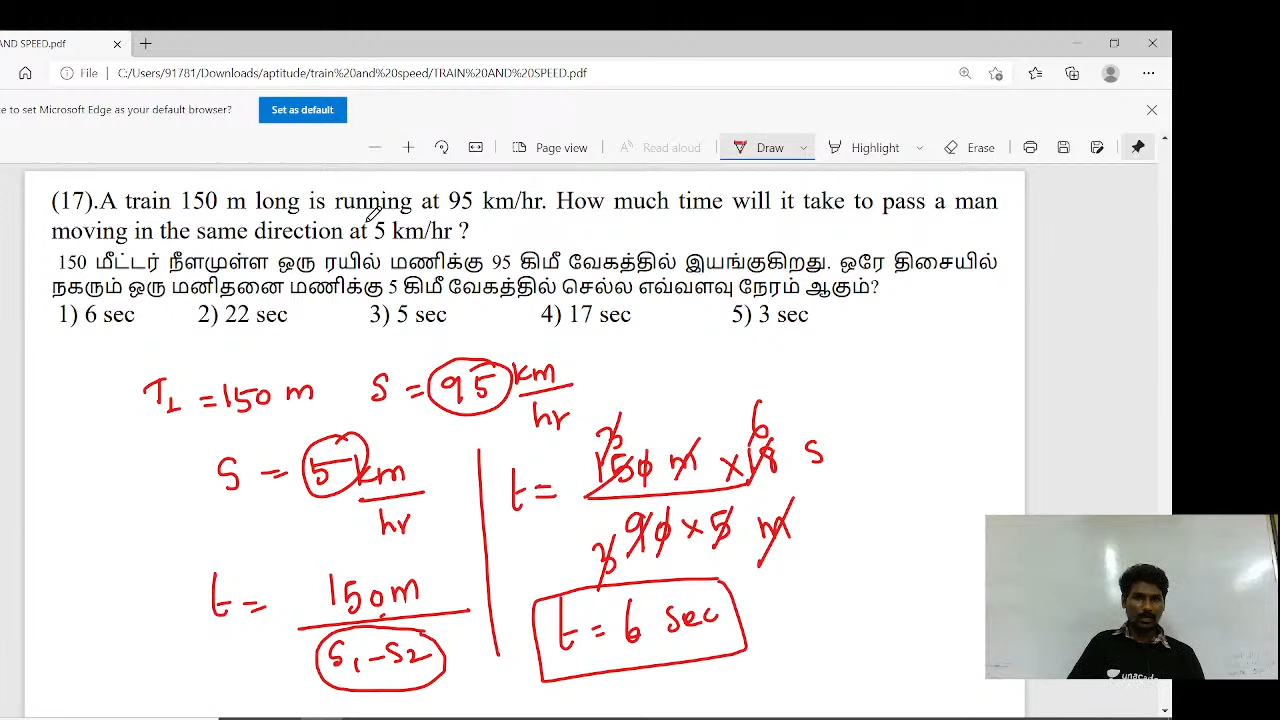 AND SPEED.pdf
File C:/Users/91781/Downloads/aptitude/train%20and%20speed/TRAIN%20AND%20SPEED.pdf
e to set Microsoft Edge as your default browser? Set as default
Page view Read aloud Draw Highlight Erase
(17).A train 150 m long is running at 95 km/hr. How much time will it take to pass a man
moving in the same direction at 5 km/hr ?
150 மீட்டர் நீளமுள்ள ஒரு ரயில் மணிக்கு 95 கிமீ வேகத்தில் இயங்குகிறது. ஒரே திசையில்
நகரும் ஒரு மனிதனை மணிக்கு 5 கிமீ வேகத்தில் செல்ல எவ்வளவு நேரம் ஆகும்?
1) 6 sec 2) 22 sec 3) 5 sec 4) 17 sec 5) 3 sec
T_L = 150 m S = 95 km/hr
S = 5 km/hr
t = 150 m × 18 s / 90 × 5 m
3 6
3
t = 150m / S₁ - S₂
t = 6 sec
unacade